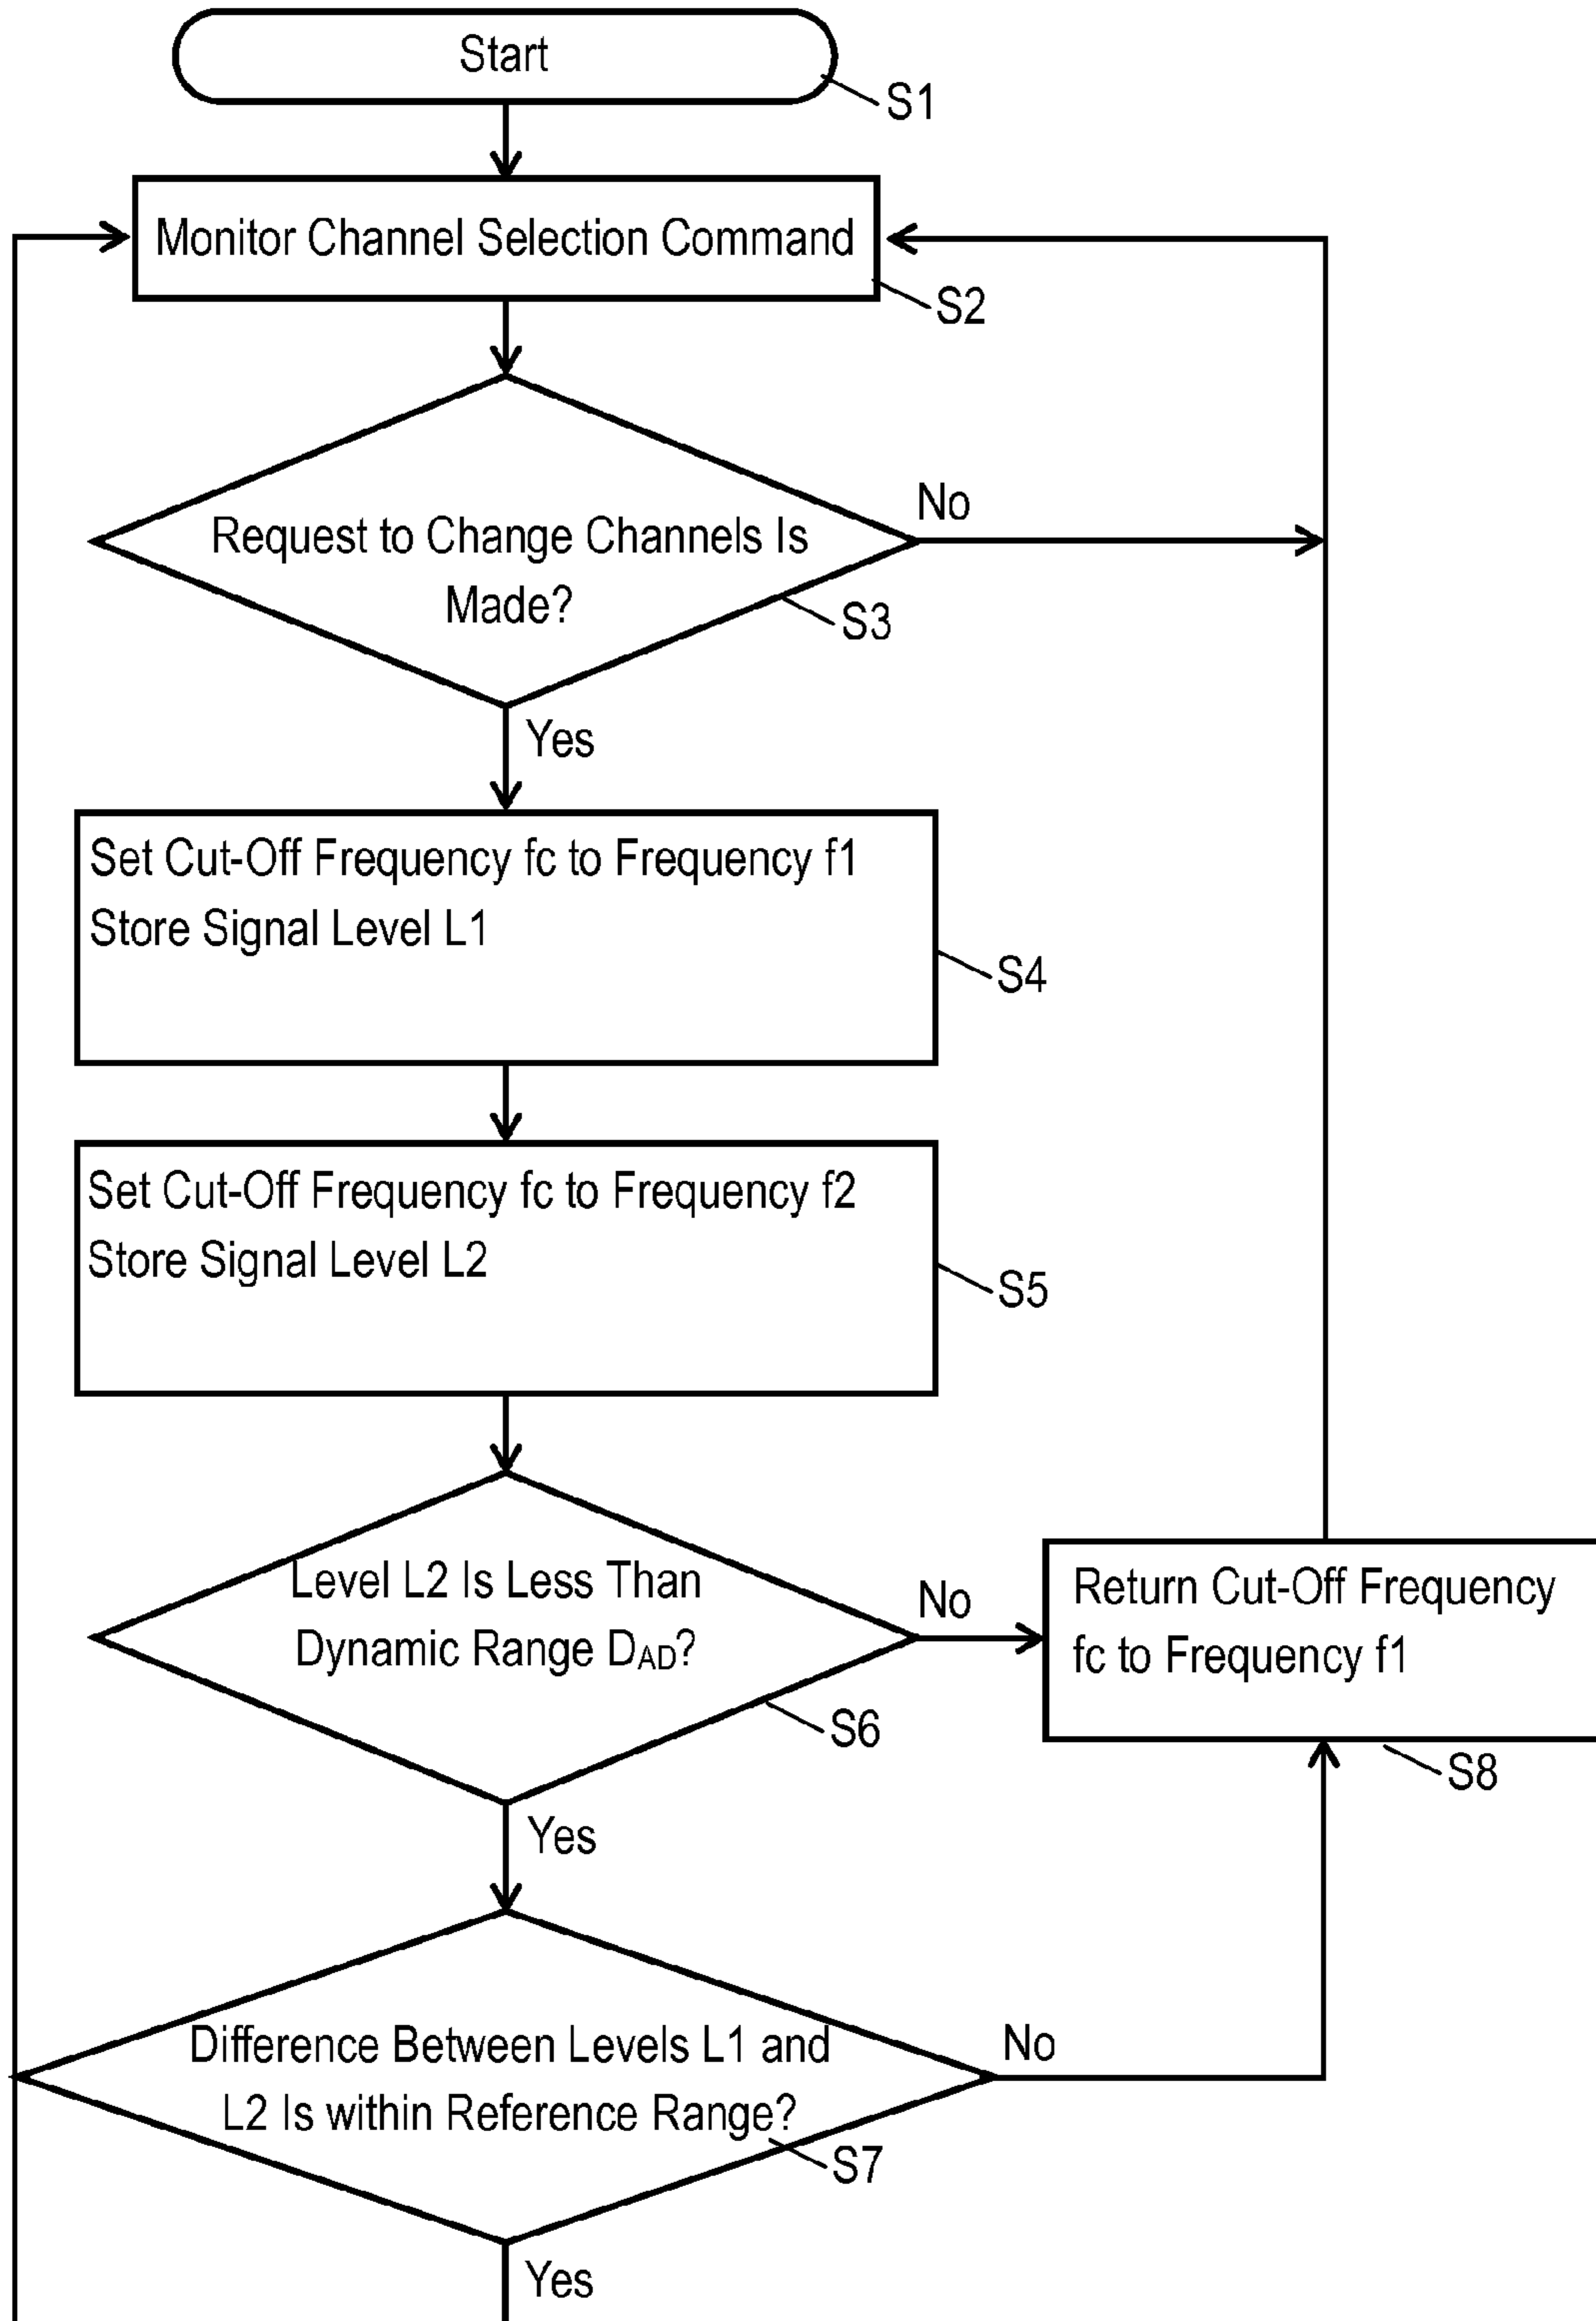 Start
S1
Monitor Channel Selection Command
S2
Request to Change Channels Is
Made?
No
S3
Yes
Set Cut-Off Frequency fc to Frequency f1
Store Signal Level L1
S4
Set Cut-Off Frequency fc to Frequency f2
Store Signal Level L2
S5
Level L2 Is Less Than
Dynamic Range DAD?
No
S6
Return Cut-Off Frequency
fc to Frequency f1
S8
Yes
Difference Between Levels L1 and
L2 Is within Reference Range?
No
S7
Yes